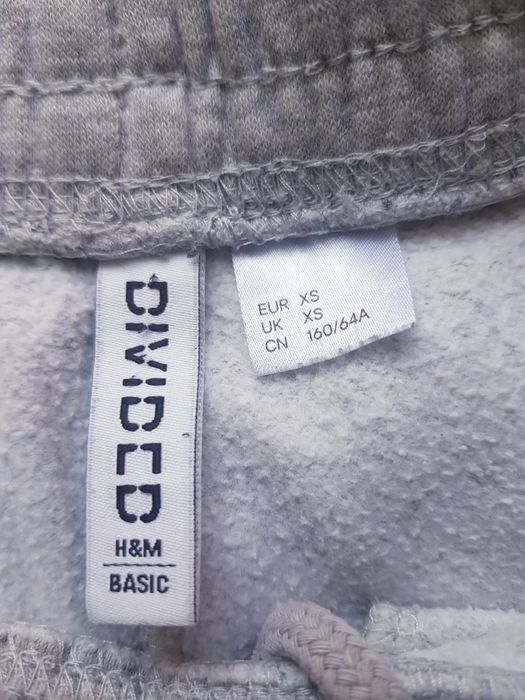 DIVIDED
H&M
BASIC
EUR XS
UK XS
CN 160/64A